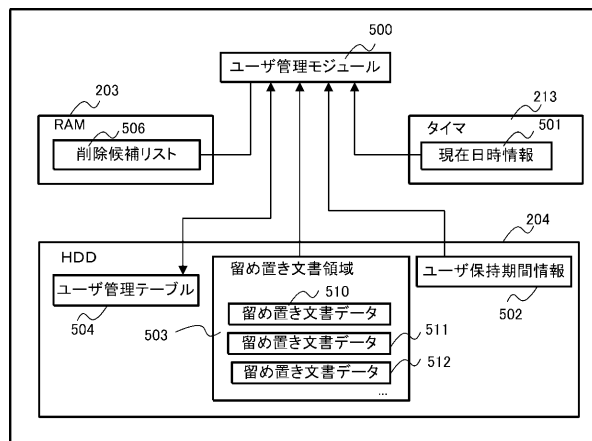 500
ユーザ管理モジュール
203
RAM
506
削除候補リスト
213
タイマ
501
現在日時情報
204
HDD
ユーザ管理テーブル
504
留め置き文書領域
510
留め置き文書データ
503
511
留め置き文書データ
512
留め置き文書データ
...
ユーザ保持期間情報
502